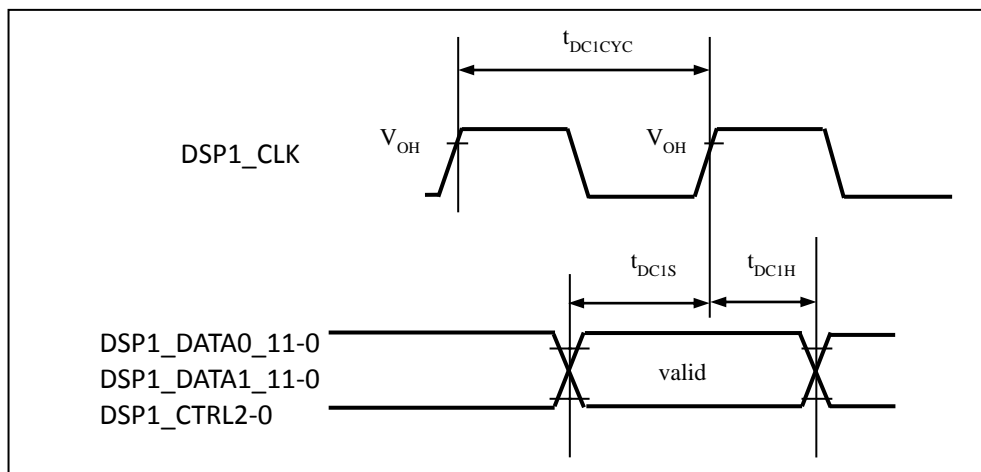 tDC1CYC
VOH
VOH
DSP1_CLK
tDC1S
tDC1H
DSP1_DATA0_11-0
DSP1_DATA1_11-0
valid
DSP1_CTRL2-0